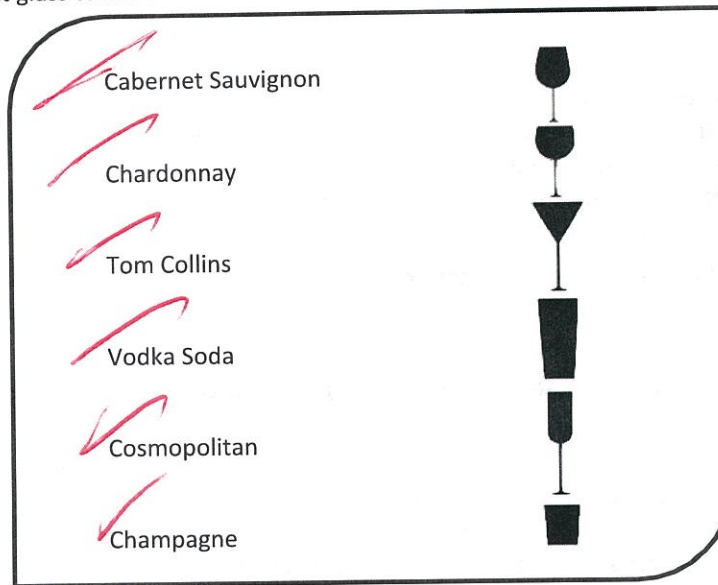 Cabernet Sauvignon
Chardonnay
Tom Collins
Vodka Soda
Cosmopolitan
Champagne